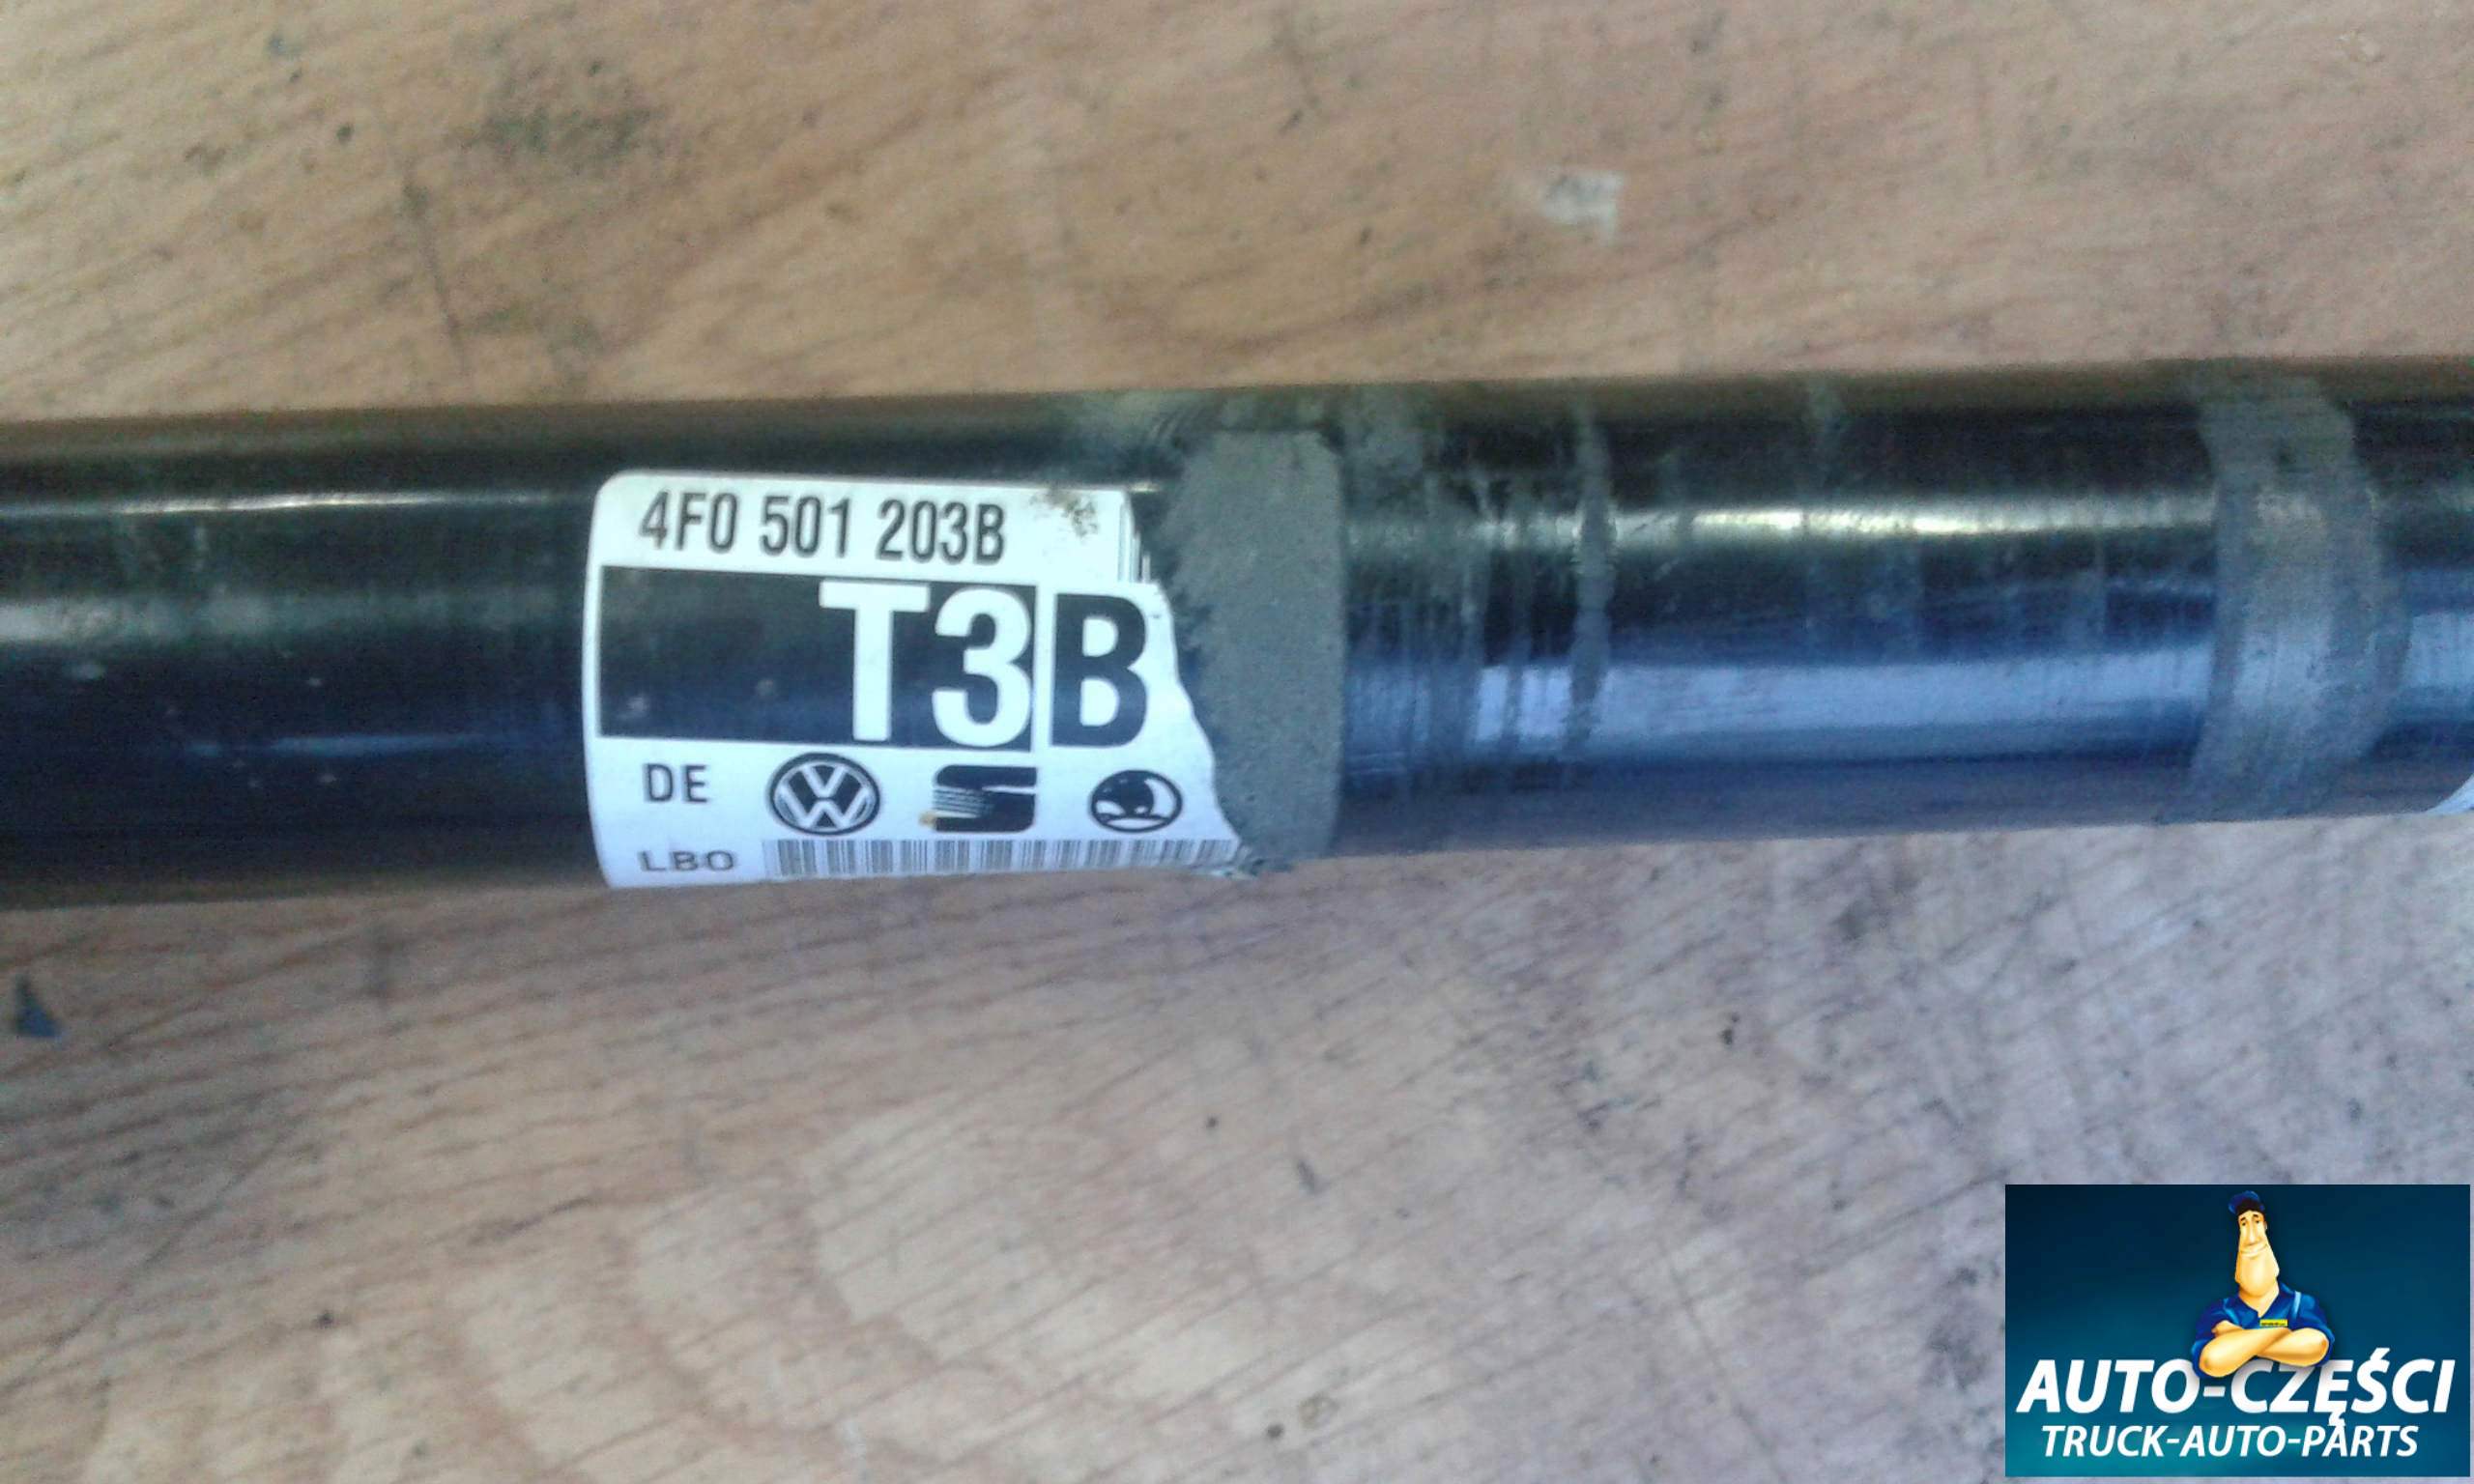 4F0 501 203B
T3B
DE
LBO
AUTO-CZĘŚCI
TRUCK-AUTO-PARTS